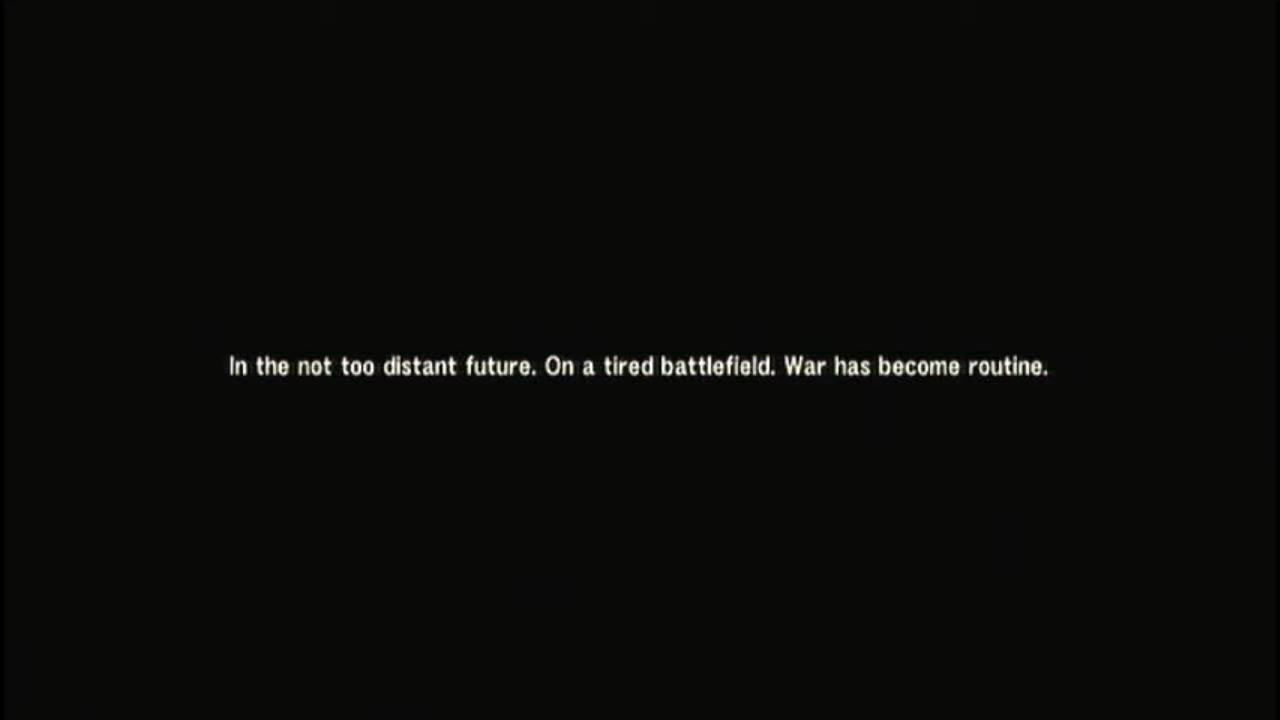 In the not too distant future. On a tired battlefield. War has become routine.